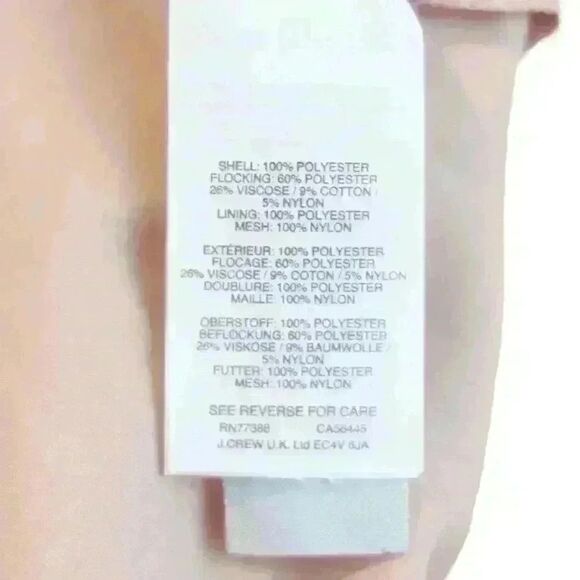 SHELL: 100% POLYESTER
FLOCKING: 60% POLYESTER
26% VISCOSE / 9% COTTON /
5% NYLON
LINING: 100% POLYESTER
MESH: 100% NYLON
EXTÉRIEUR: 100% POLYESTER
FLOCAGE: 60% POLYESTER
26% VISCOSE / 9% COTON / 5% NYLON
DOUBLURE: 100% POLYESTER
MAILLE: 100% NYLON
OBERSTOFF: 100% POLYESTER
BEFLOCKUNG: 60% POLYESTER
26% VISKOSE / 9% BAUMWOLLE /
5% NYLON
FUTTER: 100% POLYESTER
MESH: 100% NYLON
SEE REVERSE FOR CARE
RN77388 CA56445
J.CREW U.K. Ltd EC4V 6JA